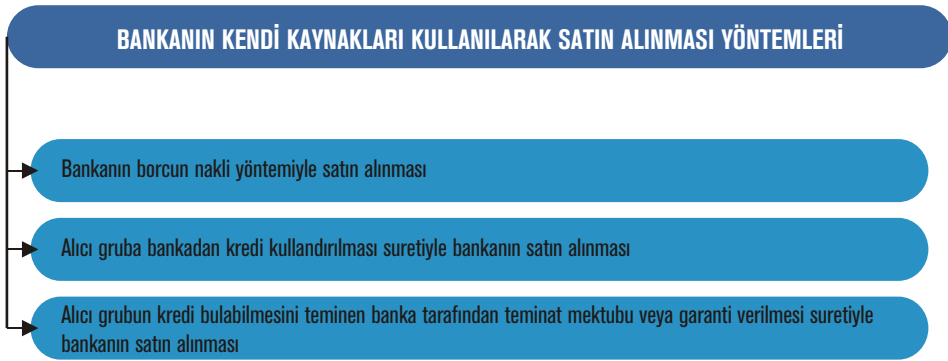 BANKANIN KENDİ KAYNAKLARI KULLANILARAK SATIN ALINMASI YÖNTEMLERİ
Bankanın borcun nakli yöntemiyle satın alınması
Alıcı gruba bankadan kredi kullandırılması suretiyle bankanın satın alınması
Alıcı grubun kredi bulabilmesini teminen banka tarafından teminat mektubu veya garanti verilmesi suretiyle
bankanın satın alınması